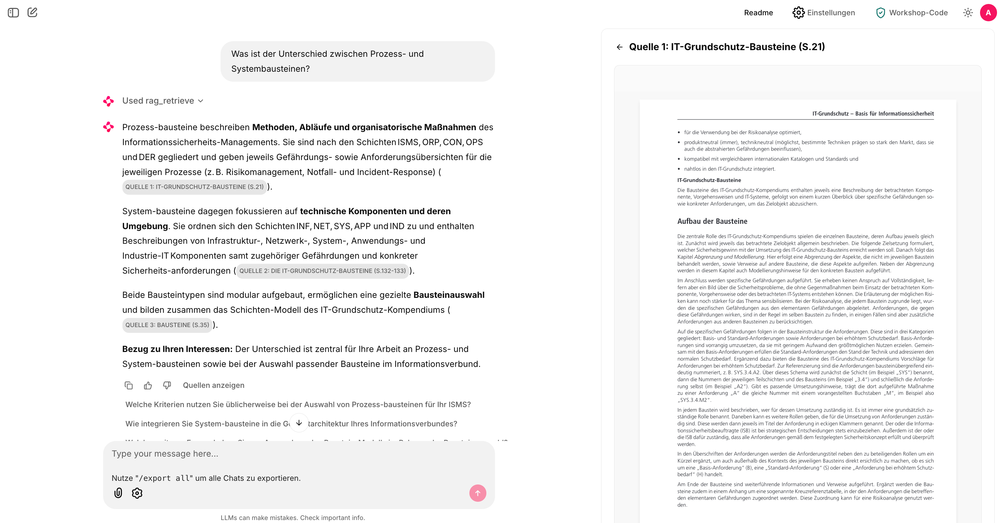 Readme
Einstellungen
Workshop-Code
A
Was ist der Unterschied zwischen Prozess- und
Systembausteinen?
Used rag_retrieve
Prozess-bausteine beschreiben Methoden, Abläufe und organisatorische Maßnahmen des
Informationssicherheits-Managements. Sie sind nach den Schichten ISMS, ORP, CON, OPS
und DER gegliedert und geben jeweils Gefährdungs- sowie Anforderungsübersichten für die
jeweiligen Prozesse (z. B. Risikomanagement, Notfall- und Incident-Response) (
QUELLE 1: IT-GRUNDSCHUTZ-BAUSTEINE (S.21) ).
System-bausteine dagegen fokussieren auf technische Komponenten und deren
Umgebung. Sie ordnen sich den Schichten INF, NET, SYS, APP und IND zu und enthalten
Beschreibungen von Infrastruktur-, Netzwerk-, System-, Anwendungs- und
Industrie-IT Komponenten samt zugehöriger Gefährdungen und konkreter
Sicherheits-anforderungen ( QUELLE 2: DIE IT-GRUNDSCHUTZ-BAUSTEINE (S.132-133) ).
Beide Bausteintypen sind modular aufgebaut, ermöglichen eine gezielte Bausteinauswahl
und bilden zusammen das Schichten-Modell des IT-Grundschutz-Kompendiums (
QUELLE 3: BAUSTEINE (S.35) ).
Bezug zu Ihren Interessen: Der Unterschied ist zentral für Ihre Arbeit an Prozess- und
System-bausteinen sowie bei der Auswahl passender Bausteine im Informationsverbund.
Quellen anzeigen
Welche Kriterien nutzen Sie üblicherweise bei der Auswahl von Prozess-bausteinen für Ihr ISMS?
Wie integrieren Sie System-bausteine in die Ihres Informationsverbundes?
Type your message here...
Nutze "/export all" um alle Chats zu exportieren.
LLMs can make mistakes. Check important info.
Quelle 1: IT-Grundschutz-Bausteine (S.21)
IT-Grundschutz – Basis für Informationssicherheit
• für die Verwendung bei der Risikoanalyse optimiert,
• produktneutral (immer), technikneutral (möglichst, bestimmte Techniken prägen so stark den Markt, dass sie
auch die abstrahierten Gefährdungen beeinflussen),
• kompatibel mit vergleichbaren internationalen Katalogen und Standards und
• nahtlos in den IT-Grundschutz integriert.
IT-Grundschutz-Bausteine
Die Bausteine des IT-Grundschutz-Kompendiums enthalten jeweils eine Beschreibung der betrachteten Kompo-
nente, Vorgehensweisen und IT-Systeme, gefolgt von einem kurzen Überblick über spezifische Gefährdungen so-
wie konkreter Anforderungen, um das Zielobjekt abzusichern.
Aufbau der Bausteine
Die zentrale Rolle des IT-Grundschutz-Kompendiums spielen die einzelnen Bausteine, deren Aufbau jeweils gleich
ist. Zunächst wird jeweils das betrachtete Zielobjekt allgemein beschrieben. Die folgende Zielsetzung formuliert,
welcher Sicherheitsgewinn mit der Umsetzung des IT-Grundschutz-Bausteins erreicht werden soll. Danach folgt das
Kapitel Abgrenzung und Modellierung. Hier erfolgt eine Abgrenzung der Aspekte, die nicht im jeweiligen Baustein
behandelt werden, sowie Verweise auf andere Bausteine, die diese Aspekte aufgreifen. Neben der Abgrenzung
werden in diesem Kapitel auch Modellierungshinweise für den konkreten Baustein aufgeführt.
Im Anschluss werden spezifische Gefährdungen aufgeführt. Sie erheben keinen Anspruch auf Vollständigkeit, lie-
fern aber ein Bild über die Sicherheitsprobleme, die ohne Gegenmaßnahmen beim Einsatz der betrachteten Kom-
ponente, Vorgehensweise oder des betrachteten IT-Systems entstehen können. Die Erläuterung der möglichen Risi-
ken kann noch stärker für das Thema sensibilisieren. Bei der Risikoanalyse, die jedem Baustein zugrunde liegt, wur-
den die spezifischen Gefährdungen aus den elementaren Gefährdungen abgeleitet. Anforderungen, die gegen
diese Gefährdungen wirken, sind in der Regel im selben Baustein zu finden, in einigen Fällen sind aber zusätzliche
Anforderungen aus anderen Bausteinen zu berücksichtigen.
Auf die spezifischen Gefährdungen folgen in der Bausteinstruktur die Anforderungen. Diese sind in drei Kategorien
gegliedert: Basis- und Standard-Anforderungen sowie Anforderungen bei erhöhtem Schutzbedarf. Basis-Anforde-
rungen sind vorrangig umzusetzen, da sie mit geringem Aufwand den größtmöglichen Nutzen erzielen. Gemein-
sam mit den Basis-Anforderungen erfüllen die Standard-Anforderungen den Stand der Technik und adressieren den
normalen Schutzbedarf. Ergänzend dazu bieten die Bausteine des IT-Grundschutz-Kompendiums Vorschläge für
Anforderungen bei erhöhtem Schutzbedarf. Zur Referenzierung sind die Anforderungen bausteinübergreifend ein-
deutig nummeriert, z. B. SYS.3.4.A2. Über dieses Schema wird zunächst die Schicht (im Beispiel „SYS“) benannt,
dann die Nummern der jeweiligen Teilschichten und des Bausteins (im Beispiel „3.4“) und schließlich die Anforde-
rung selbst (im Beispiel „A2“). Gibt es passende Umsetzungshinweise, trägt die dort aufgeführte Maßnahme
zu einer Anforderung „A“ die gleiche Nummer mit einem vorangestellten Buchstaben „M“, im Beispiel also
„SYS.3.4.M2“.
In jedem Baustein wird beschrieben, wer für dessen Umsetzung zuständig ist. Es ist immer eine grundsätzlich zu-
ständige Rolle benannt. Daneben kann es weitere Rollen geben, die für die Umsetzung von Anforderungen zustän-
dig sind. Diese werden dann jeweils im Titel der Anforderung in eckigen Klammern genannt. Der oder die Informa-
tionssicherheitsbeauftragte (ISB) ist bei strategischen Entscheidungen stets einzubeziehen. Außerdem ist der oder
die ISB dafür zuständig, dass alle Anforderungen gemäß dem festgelegten Sicherheitskonzept erfüllt und überprüft
werden.
In den Überschriften der Anforderungen werden die Anforderungstitel neben den zu beteiligenden Rollen um ein
Kürzel ergänzt, um auch außerhalb des Kontexts des jeweiligen Bausteins direkt ersichtlich zu machen, ob es sich
um eine „Basis-Anforderung“ (B), eine „Standard-Anforderung“ (S) oder eine „Anforderung bei erhöhtem Schutz-
bedarf“ (H) handelt.
Am Ende der Bausteine sind weiterführende Informationen und Verweise aufgeführt. Ergänzt werden die Bau-
steine zudem in einem Anhang um eine sogenannte Kreuzreferenztabelle, in der den Anforderungen die betreffen-
den elementaren Gefährdungen zugeordnet werden. Diese Zuordnung kann für eine Risikoanalyse genutzt wer-
den.